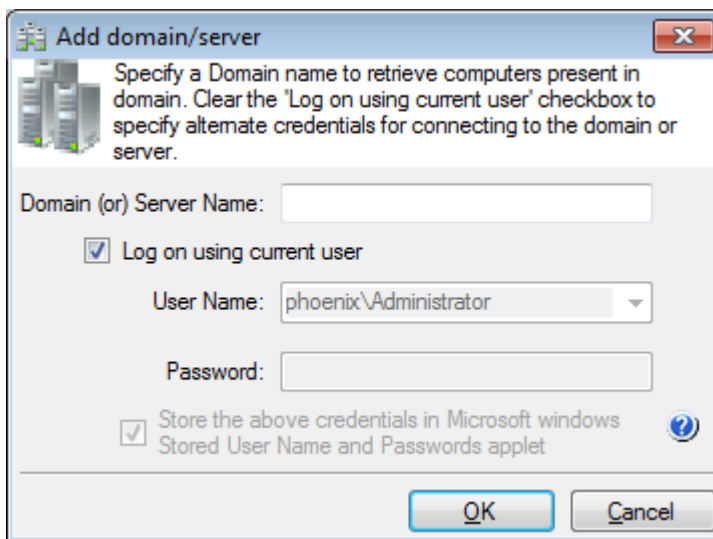 Add domain/server
Specify a Domain name to retrieve computers present in
domain. Clear the 'Log on using current user' checkbox to
specify alternate credentials for connecting to the domain or
server.
Domain (or) Server Name:
Log on using current user
User Name: phoenix\Administrator
Password:
Store the above credentials in Microsoft windows
Stored User Name and Passwords applet
OK Cancel